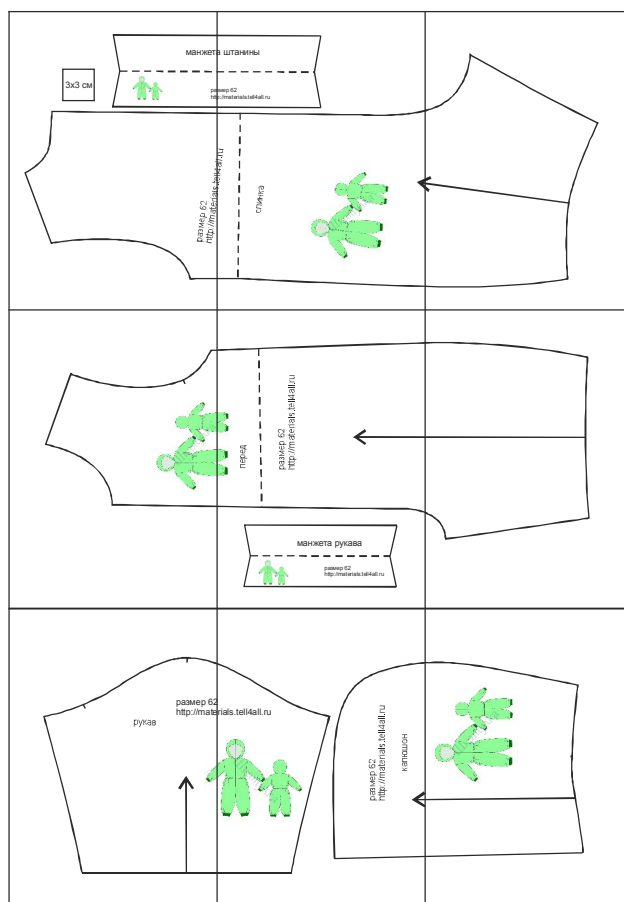 манжета штанины
3х3 см
размер 62
http://materials.tell4all.ru
размер 62
http://materials.tell4all.ru
спинка
перед
размер 62
http://materials.tell4all.ru
манжета рукава
размер 62
http://materials.tell4all.ru
размер 62
http://materials.tell4all.ru
рукав
размер 62
http://materials.tell4all.ru
капюшон